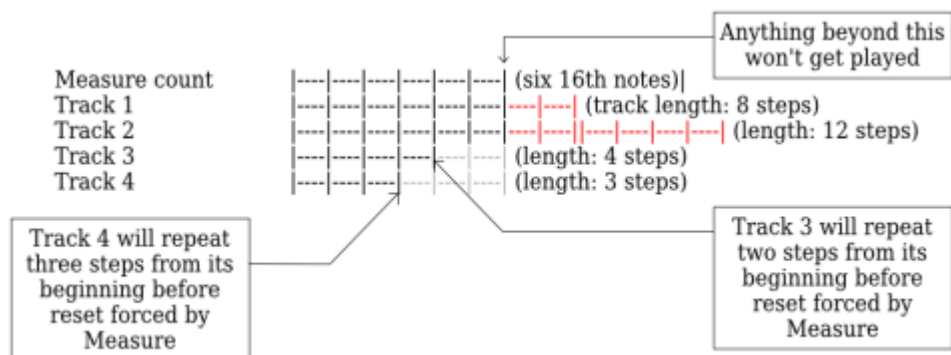 Anything beyond this
won't get played
Measure count |----|----|----|----|----|----| (six 16th notes)|
Track 1 |----|----|----|----|----|----|----|----| (track length: 8 steps)
Track 2 |----|----|----|----|----|----|----|----||----|----|----|----| (length: 12 steps)
Track 3 |----|----|----|----|----|----| (length: 4 steps)
Track 4 |----|----|----|----|----|----| (length: 3 steps)
Track 4 will repeat
three steps from its
beginning before
reset forced by
Measure
Track 3 will repeat
two steps from its
beginning before
reset forced by
Measure